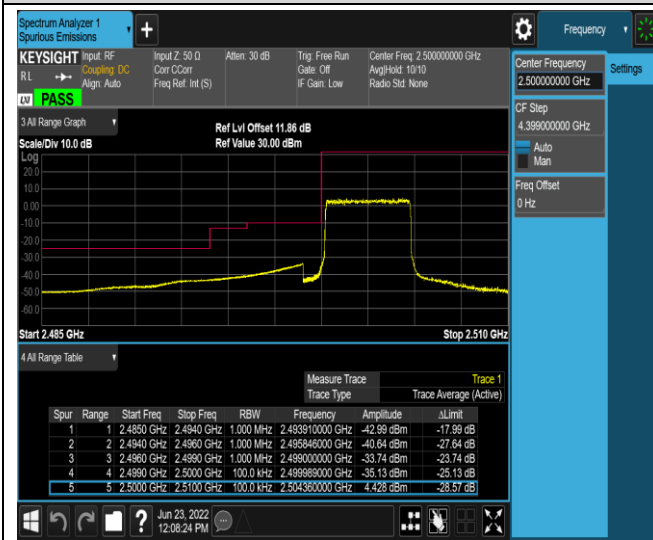 Spectrum Analyzer 1
Spurious Emissions
+
Frequency
KEYSIGHT Input: RF Input Z: 50 Ω Atten: 30 dB Trig: Free Run Center Freq: 2.500000000 GHz
RL Coupling: DC Corr CCorr Gate: Off Avg|Hold: 10/10
Align: Auto Freq Ref: Int (S) IF Gain: Low Radio Std: None
LXI PASS
Center Frequency
2.500000000 GHz
Settings
CF Step
4.399000000 GHz
Auto
Man
Freq Offset
0 Hz
3 All Range Graph
Ref Lvl Offset 11.86 dB
Scale/Div 10.0 dB Ref Value 30.00 dBm
Log
20.0
10.0
0.00
-10.0
-20.0
-30.0
-40.0
-50.0
-60.0
Start 2.485 GHz Stop 2.510 GHz
4 All Range Table
Measure Trace Trace 1
Trace Type Trace Average (Active)
Spur Range Start Freq Stop Freq RBW Frequency Amplitude ΔLimit
1 1 2.4850 GHz 2.4940 GHz 1.000 MHz 2.493910000 GHz -42.99 dBm -17.99 dB
2 2 2.4940 GHz 2.4960 GHz 1.000 MHz 2.495846000 GHz -40.64 dBm -27.64 dB
3 3 2.4960 GHz 2.4990 GHz 1.000 MHz 2.499000000 GHz -33.74 dBm -23.74 dB
4 4 2.4990 GHz 2.5000 GHz 100.0 kHz 2.499989000 GHz -35.13 dBm -25.13 dB
5 5 2.5000 GHz 2.5100 GHz 100.0 kHz 2.504360000 GHz 4.428 dBm -28.57 dB
?
Jun 23, 2022
12:08:24 PM